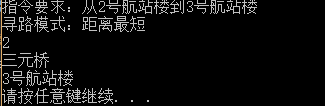 指令要求：从2号航站楼到3号航站楼
寻路模式：距离最短
2
三元桥
3号航站楼
请按任意键继续. . .